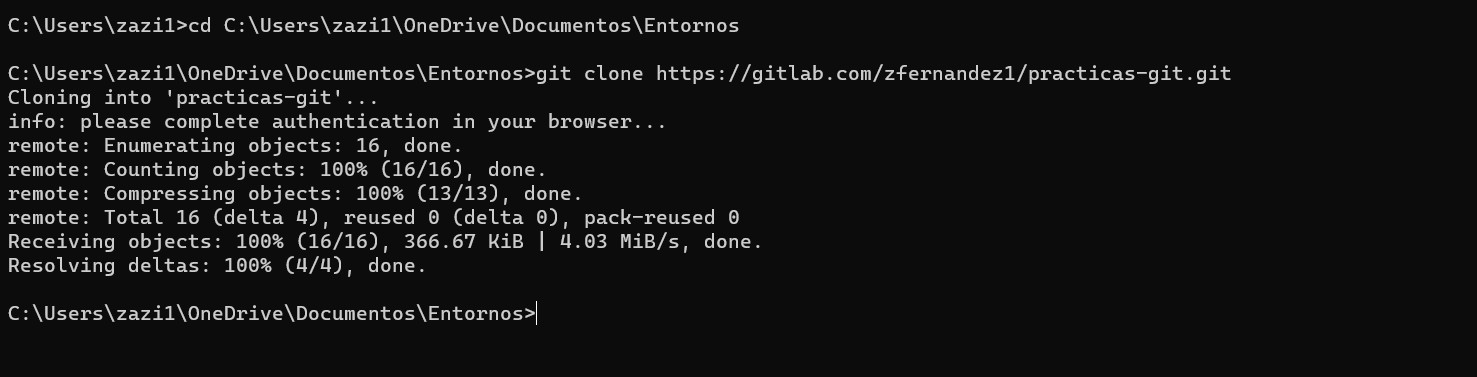 C:\Users\zazi1>cd C:\Users\zazi1\OneDrive\Documentos\Entornos
C:\Users\zazi1\OneDrive\Documentos\Entornos>git clone https://gitlab.com/zfernandez1/practicas-git.git
Cloning into 'practicas-git'...
info: please complete authentication in your browser...
remote: Enumerating objects: 16, done.
remote: Counting objects: 100% (16/16), done.
remote: Compressing objects: 100% (13/13), done.
remote: Total 16 (delta 4), reused 0 (delta 0), pack-reused 0
Receiving objects: 100% (16/16), 366.67 KiB | 4.03 MiB/s, done.
Resolving deltas: 100% (4/4), done.
C:\Users\zazi1\OneDrive\Documentos\Entornos>